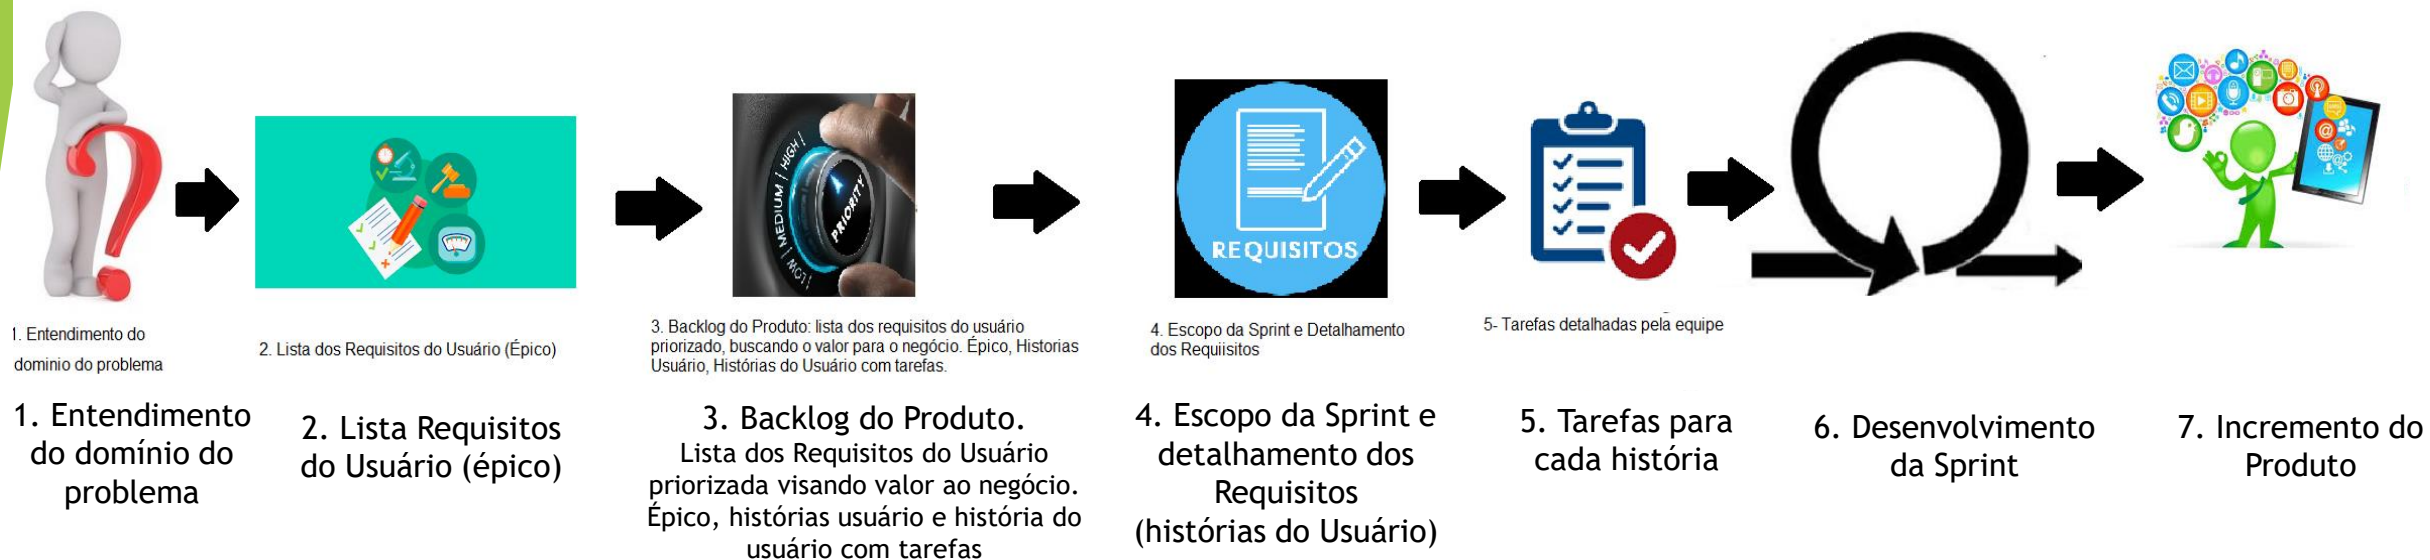 HIGH
MEDIUM
LOW
PRIORITY
REQUISITOS
1. Entendimento do
dominio do problema
2. Lista dos Requisitos do Usuário (Épico)
3. Backlog do Produto: lista dos requisitos do usuário
priorizado, buscando o valor para o negócio. Épico, Historias
Usuário, Histórias do Usuário com tarefas.
4. Escopo da Sprint e Detalhamento
dos Requiisitos
5- Tarefas detalhadas pela equipe
1. Entendimento
do domínio do
problema
2. Lista Requisitos
do Usuário (épico)
3. Backlog do Produto.
Lista dos Requisitos do Usuário
priorizada visando valor ao negócio.
Épico, histórias usuário e história do
usuário com tarefas
4. Escopo da Sprint e
detalhamento dos
Requisitos
(histórias do Usuário)
5. Tarefas para
cada história
6. Desenvolvimento
da Sprint
7. Incremento do
Produto